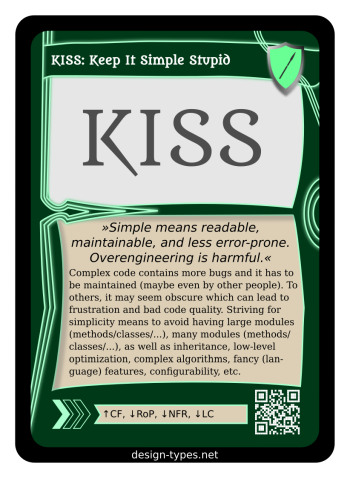 KISS: Keep It Simple Stupid
KISS
»Simple means readable,
maintainable, and less error-prone.
Overengineering is harmful.«
Complex code contains more bugs and it has to
be maintained (maybe even by other people). To
others, it may seem obscure which can lead to
frustration and bad code quality. Striving for
simplicity means to avoid having large modules
(methods/classes/...), many modules (methods/
classes/...), as well as inheritance, low-level
optimization, complex algorithms, fancy (lan-
guage) features, configurability, etc.
↑CF, ↓RoP, ↓NFR, ↓LC
design-types.net